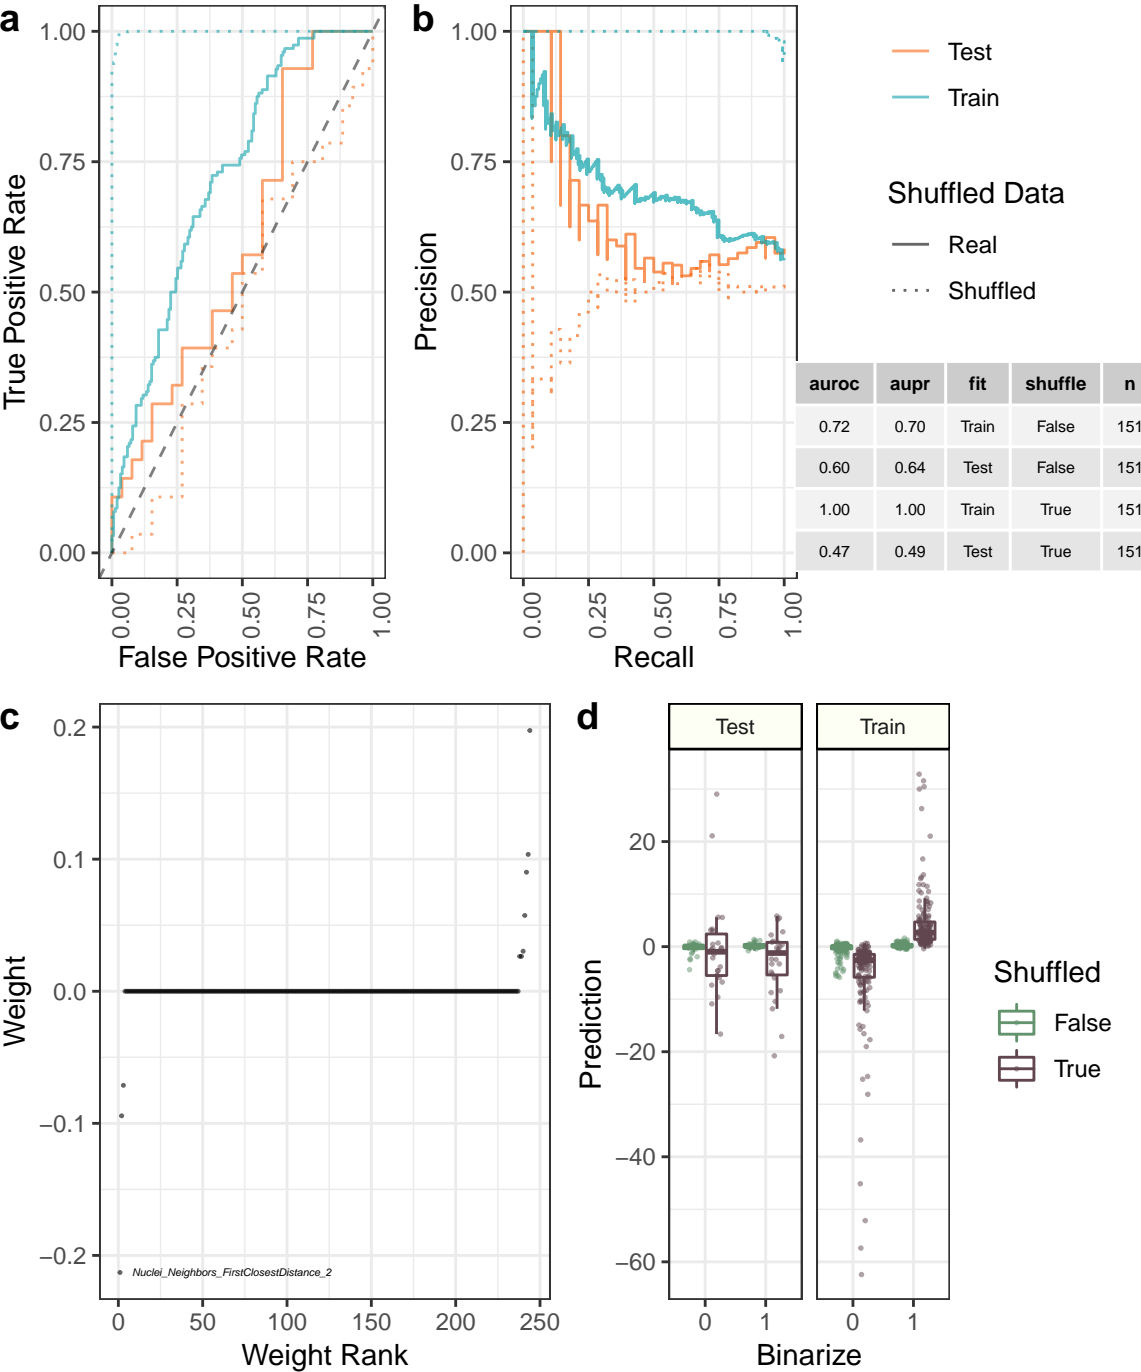 a
1.00
0.75
0.50
0.25
0.00
True Positive Rate
0.00
0.25
0.50
0.75
1.00
False Positive Rate
b
1.00
0.75
0.50
0.25
0.00
Precision
0.00
0.25
0.50
0.75
1.00
Recall
Test
Train
Shuffled Data
Real
Shuffled
auroc aupr fit shuffle n
0.72 0.70 Train False 151
0.60 0.64 Test False 151
1.00 1.00 Train True 151
0.47 0.49 Test True 151
c
0.2
0.1
0.0
−0.1
−0.2
Weight
Nuclei_Neighbors_FirstClosestDistance_2
0 50 100 150 200 250
Weight Rank
d
Test Train
20
0
−20
−40
−60
Prediction
0 1 0 1
Binarize
Shuffled
False
True